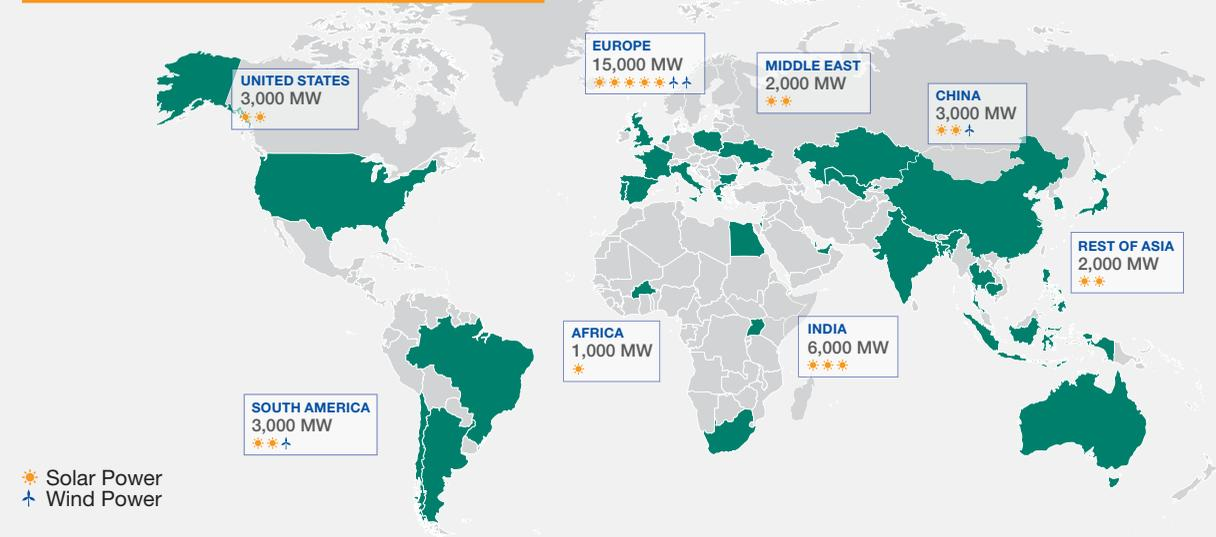 EUROPE
15,000 MW
MIDDLE EAST
2,000 MW
UNITED STATES
3,000 MW
CHINA
3,000 MW
REST OF ASIA
2,000 MW
AFRICA
1,000 MW
INDIA
6,000 MW
SOUTH AMERICA
3,000 MW
Solar Power
Wind Power